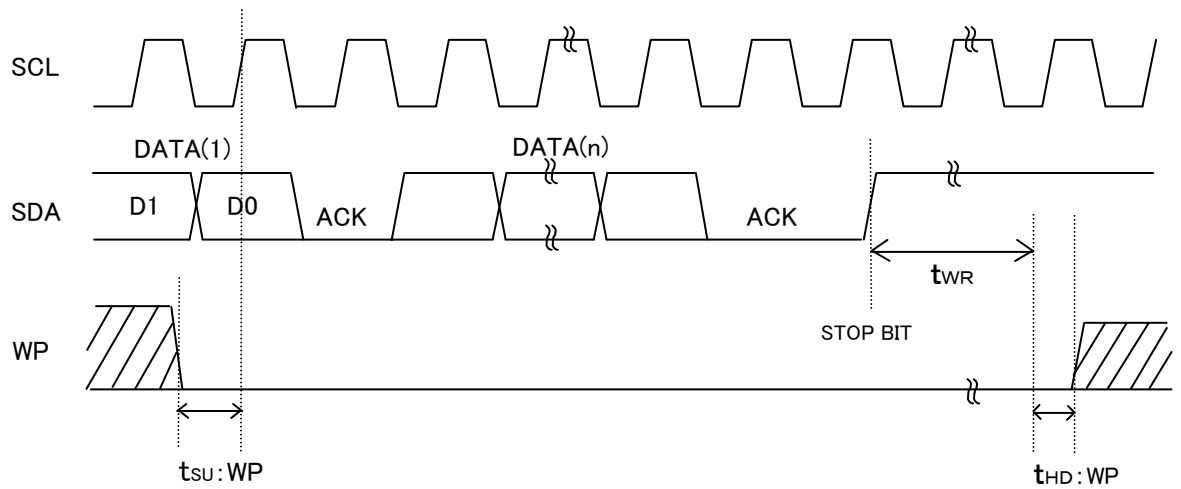 SCL
DATA(1)
DATA(n)
SDA
D1
D0
ACK
ACK
tWR
STOP BIT
WP
tSU:WP
tHD:WP